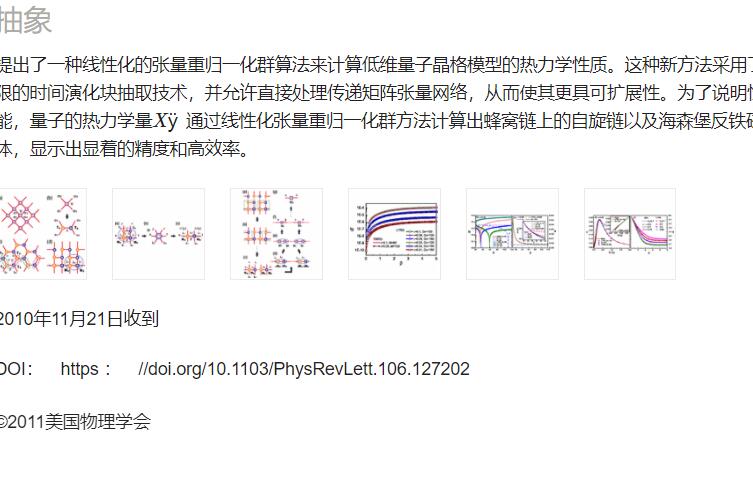 抽象
提出了一种线性化的张量重归一化群算法来计算低维量子晶格模型的热力学性质。这种新方法采用了
限的时间演化块抽取技术，并允许直接处理传递矩阵张量网络，从而使其更具可扩展性。为了说明性
能，量子的热力学量Xÿ 通过线性化张量重归一化群方法计算出蜂窝链上的自旋链以及海森堡反铁磁
体，显示出显着的精度和高效率。
2010年11月21日收到
DOI： https： //doi.org/10.1103/PhysRevLett.106.127202
©2011美国物理学会